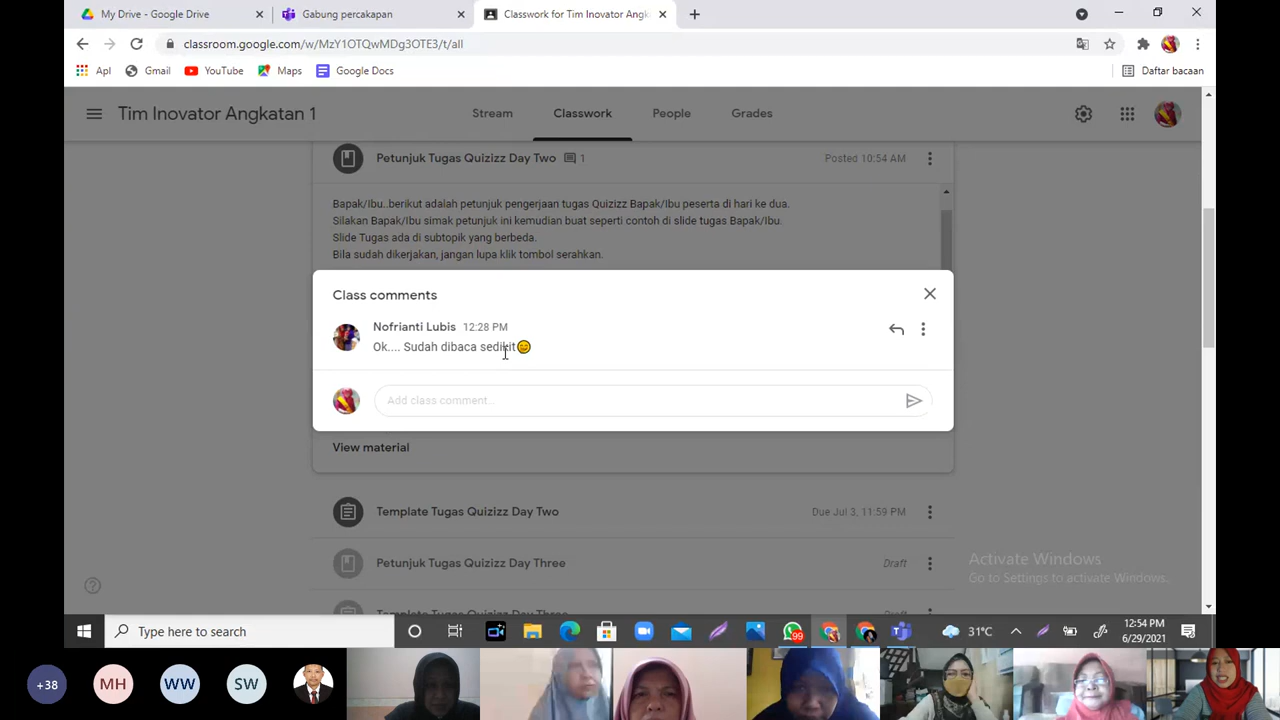 My Drive - Google Drive
Gabung percakapan
Classwork for Tim Inovator Angk
classroom.google.com/w/MzY1OTQwMDg3OTE3/t/all
Apl
Gmail
YouTube
Maps
Google Docs
Daftar bacaan
Tim Inovator Angkatan 1
Stream
Classwork
People
Grades
Petunjuk Tugas Quizizz Day Two
1
Posted 10:54 AM
Bapak/Ibu..berikut adalah petunjuk pengerjaan tugas Quizizz Bapak/Ibu peserta di hari ke dua.
Silakan Bapak/Ibu simak petunjuk ini kemudian buat seperti contoh di slide tugas Bapak/Ibu.
Slide Tugas ada di subtopik yang berbeda.
Bila sudah dikerjakan, jangan lupa klik tombol serahkan.
Class comments
Nofrianti Lubis 12:28 PM
Ok.... Sudah dibaca sedikit😊
Add class comment...
View material
Template Tugas Quizizz Day Two
Due Jul 3, 11:59 PM
Petunjuk Tugas Quizizz Day Three
Draft
Template Tugas Quizizz Day Three
Draft
Activate Windows
Go to Settings to activate Windows.
Type here to search
99
31°C
12:54 PM
6/29/2021
+38
MH
WW
SW